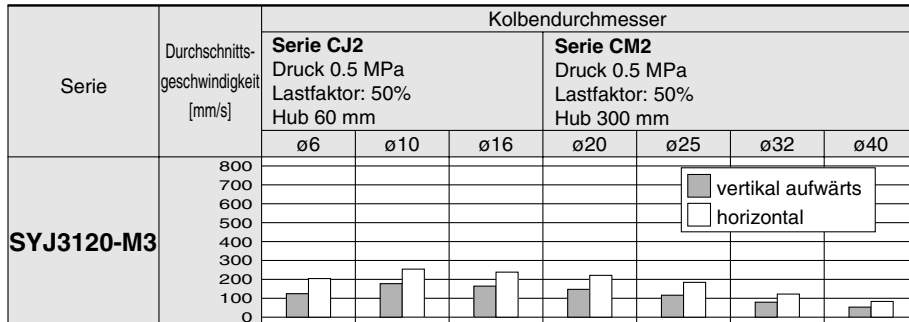 Kolbendurchmesser
Serie
Durchschnitts-
geschwindigkeit
[mm/s]
Serie CJ2
Druck 0.5 MPa
Lastfaktor: 50%
Hub 60 mm
Serie CM2
Druck 0.5 MPa
Lastfaktor: 50%
Hub 300 mm
ø6 ø10 ø16 ø20 ø25 ø32 ø40
SYJ3120-M3
800
700
600
500
400
300
200
100
0
vertikal aufwärts
horizontal